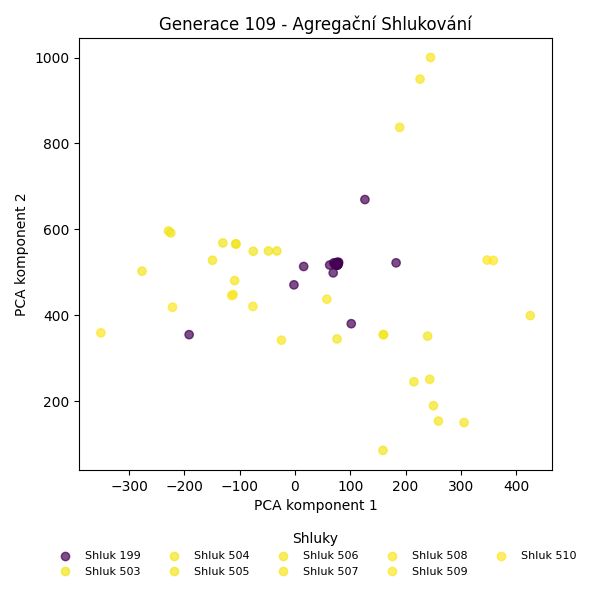 Generace 109 - Agregační Shlukování
1000
800
600
400
200
PCA komponent 2
−300 −200 −100 0 100 200 300 400
PCA komponent 1
Shluky
Shluk 199 Shluk 504 Shluk 506 Shluk 508 Shluk 510
Shluk 503 Shluk 505 Shluk 507 Shluk 509